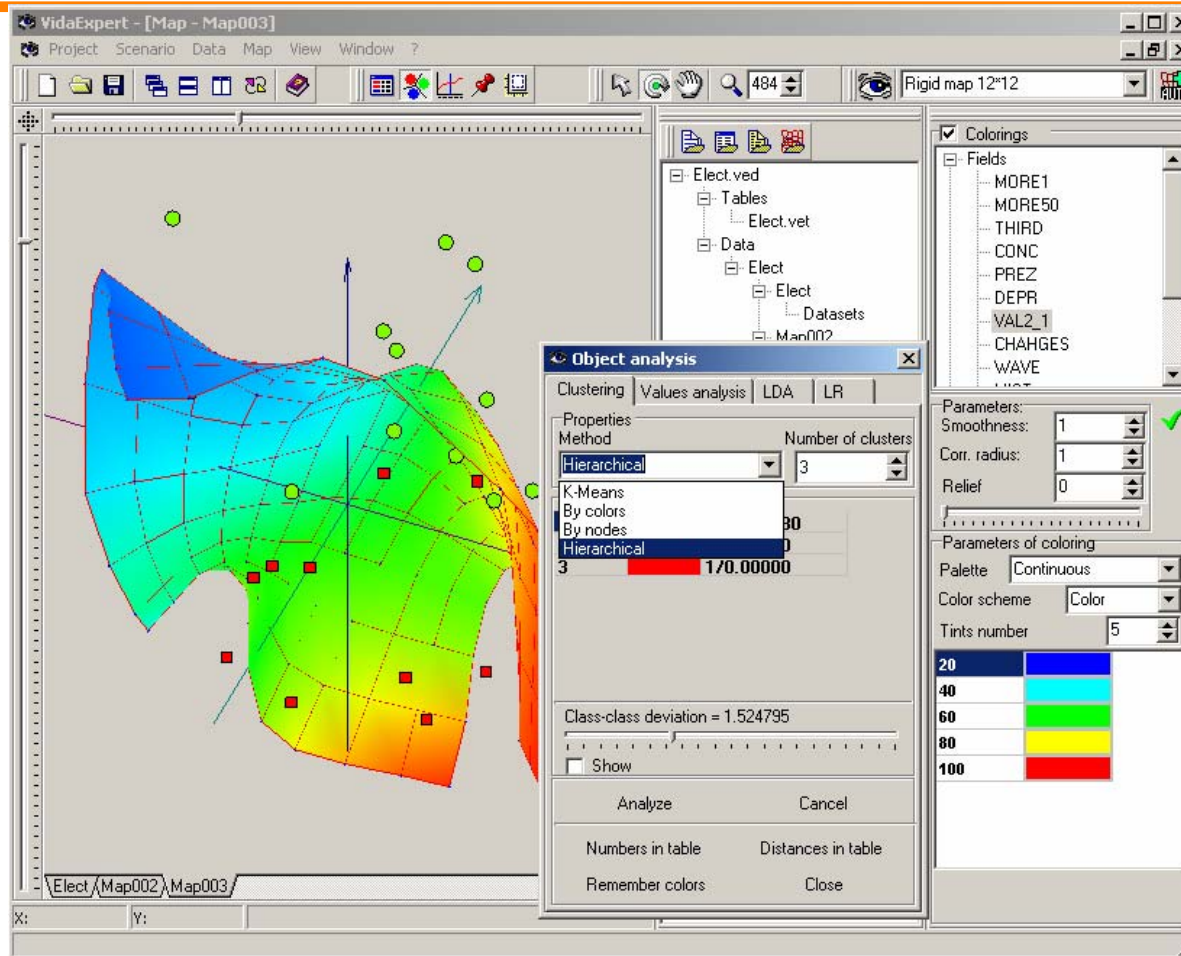 VidaExpert - [Map - Map003]
Project Scenario Data Map View Window ?
484
Rigid map 12*12
Elect.ved
Tables
Elect.vet
Data
Elect
Elect
Datasets
Map002
Colorings
Fields
MORE1
MORE50
THIRD
CONC
PREZ
DEPR
VAL2_1
CHAHGES
WAVE
Object analysis
Clustering Values analysis LDA LR
Properties
Method Number of clusters
Hierarchical 3
K-Means
By colors
By nodes
Hierarchical
3 170.00000
Class-class deviation = 1.524795
Show
Analyze Cancel
Numbers in table Distances in table
Remember colors Close
Parameters:
Smoothness: 1
Corr. radius: 1
Relief 0
Parameters of coloring
Palette Continuous
Color scheme Color
Tints number 5
20
40
60
80
100
Elect Map002 Map003
X: Y: